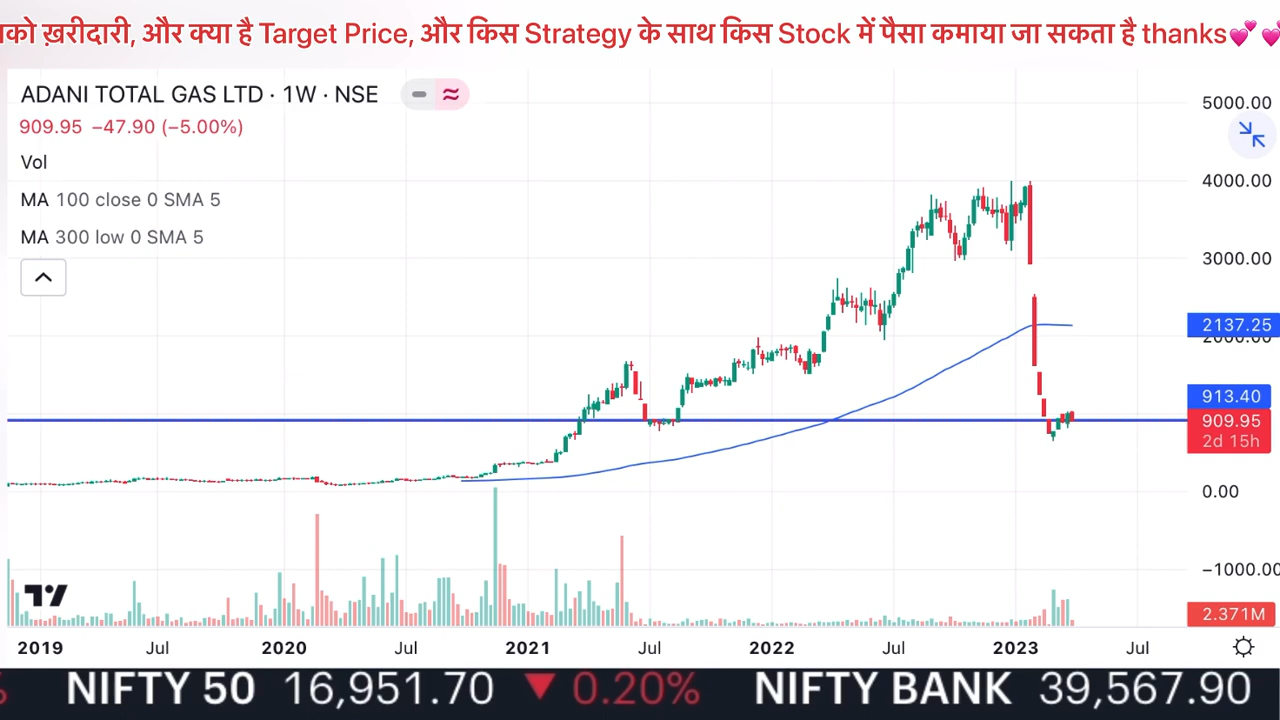 को ख़रीदारी, और क्या है Target Price, और किस Strategy के साथ किस Stock में पैसा कमाया जा सकता है thanks💕
ADANI TOTAL GAS LTD · 1W · NSE
909.95 −47.90 (−5.00%)
Vol
MA 100 close 0 SMA 5
MA 300 low 0 SMA 5
5000.00
4000.00
3000.00
2137.25
913.40
909.95
2d 15h
0.00
−1000.00
2.371M
2019 Jul 2020 Jul 2021 Jul 2022 Jul 2023 Jul
% NIFTY 50 16,951.70 ▼ 0.20% NIFTY BANK 39,567.90